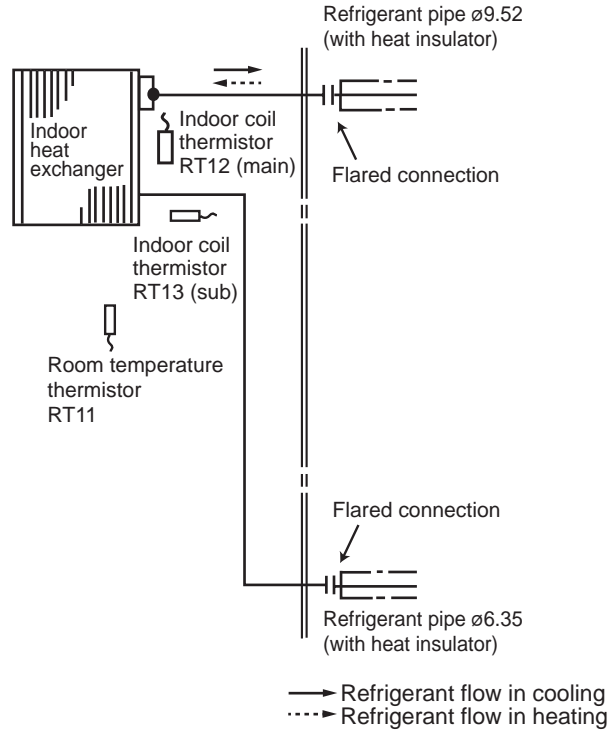 Refrigerant pipe ø9.52
(with heat insulator)
Indoor
heat
exchanger
Indoor coil
thermistor
RT12 (main)
Flared connection
Indoor coil
thermistor
RT13 (sub)
Room temperature
thermistor
RT11
Flared connection
Refrigerant pipe ø6.35
(with heat insulator)
Refrigerant flow in cooling
Refrigerant flow in heating